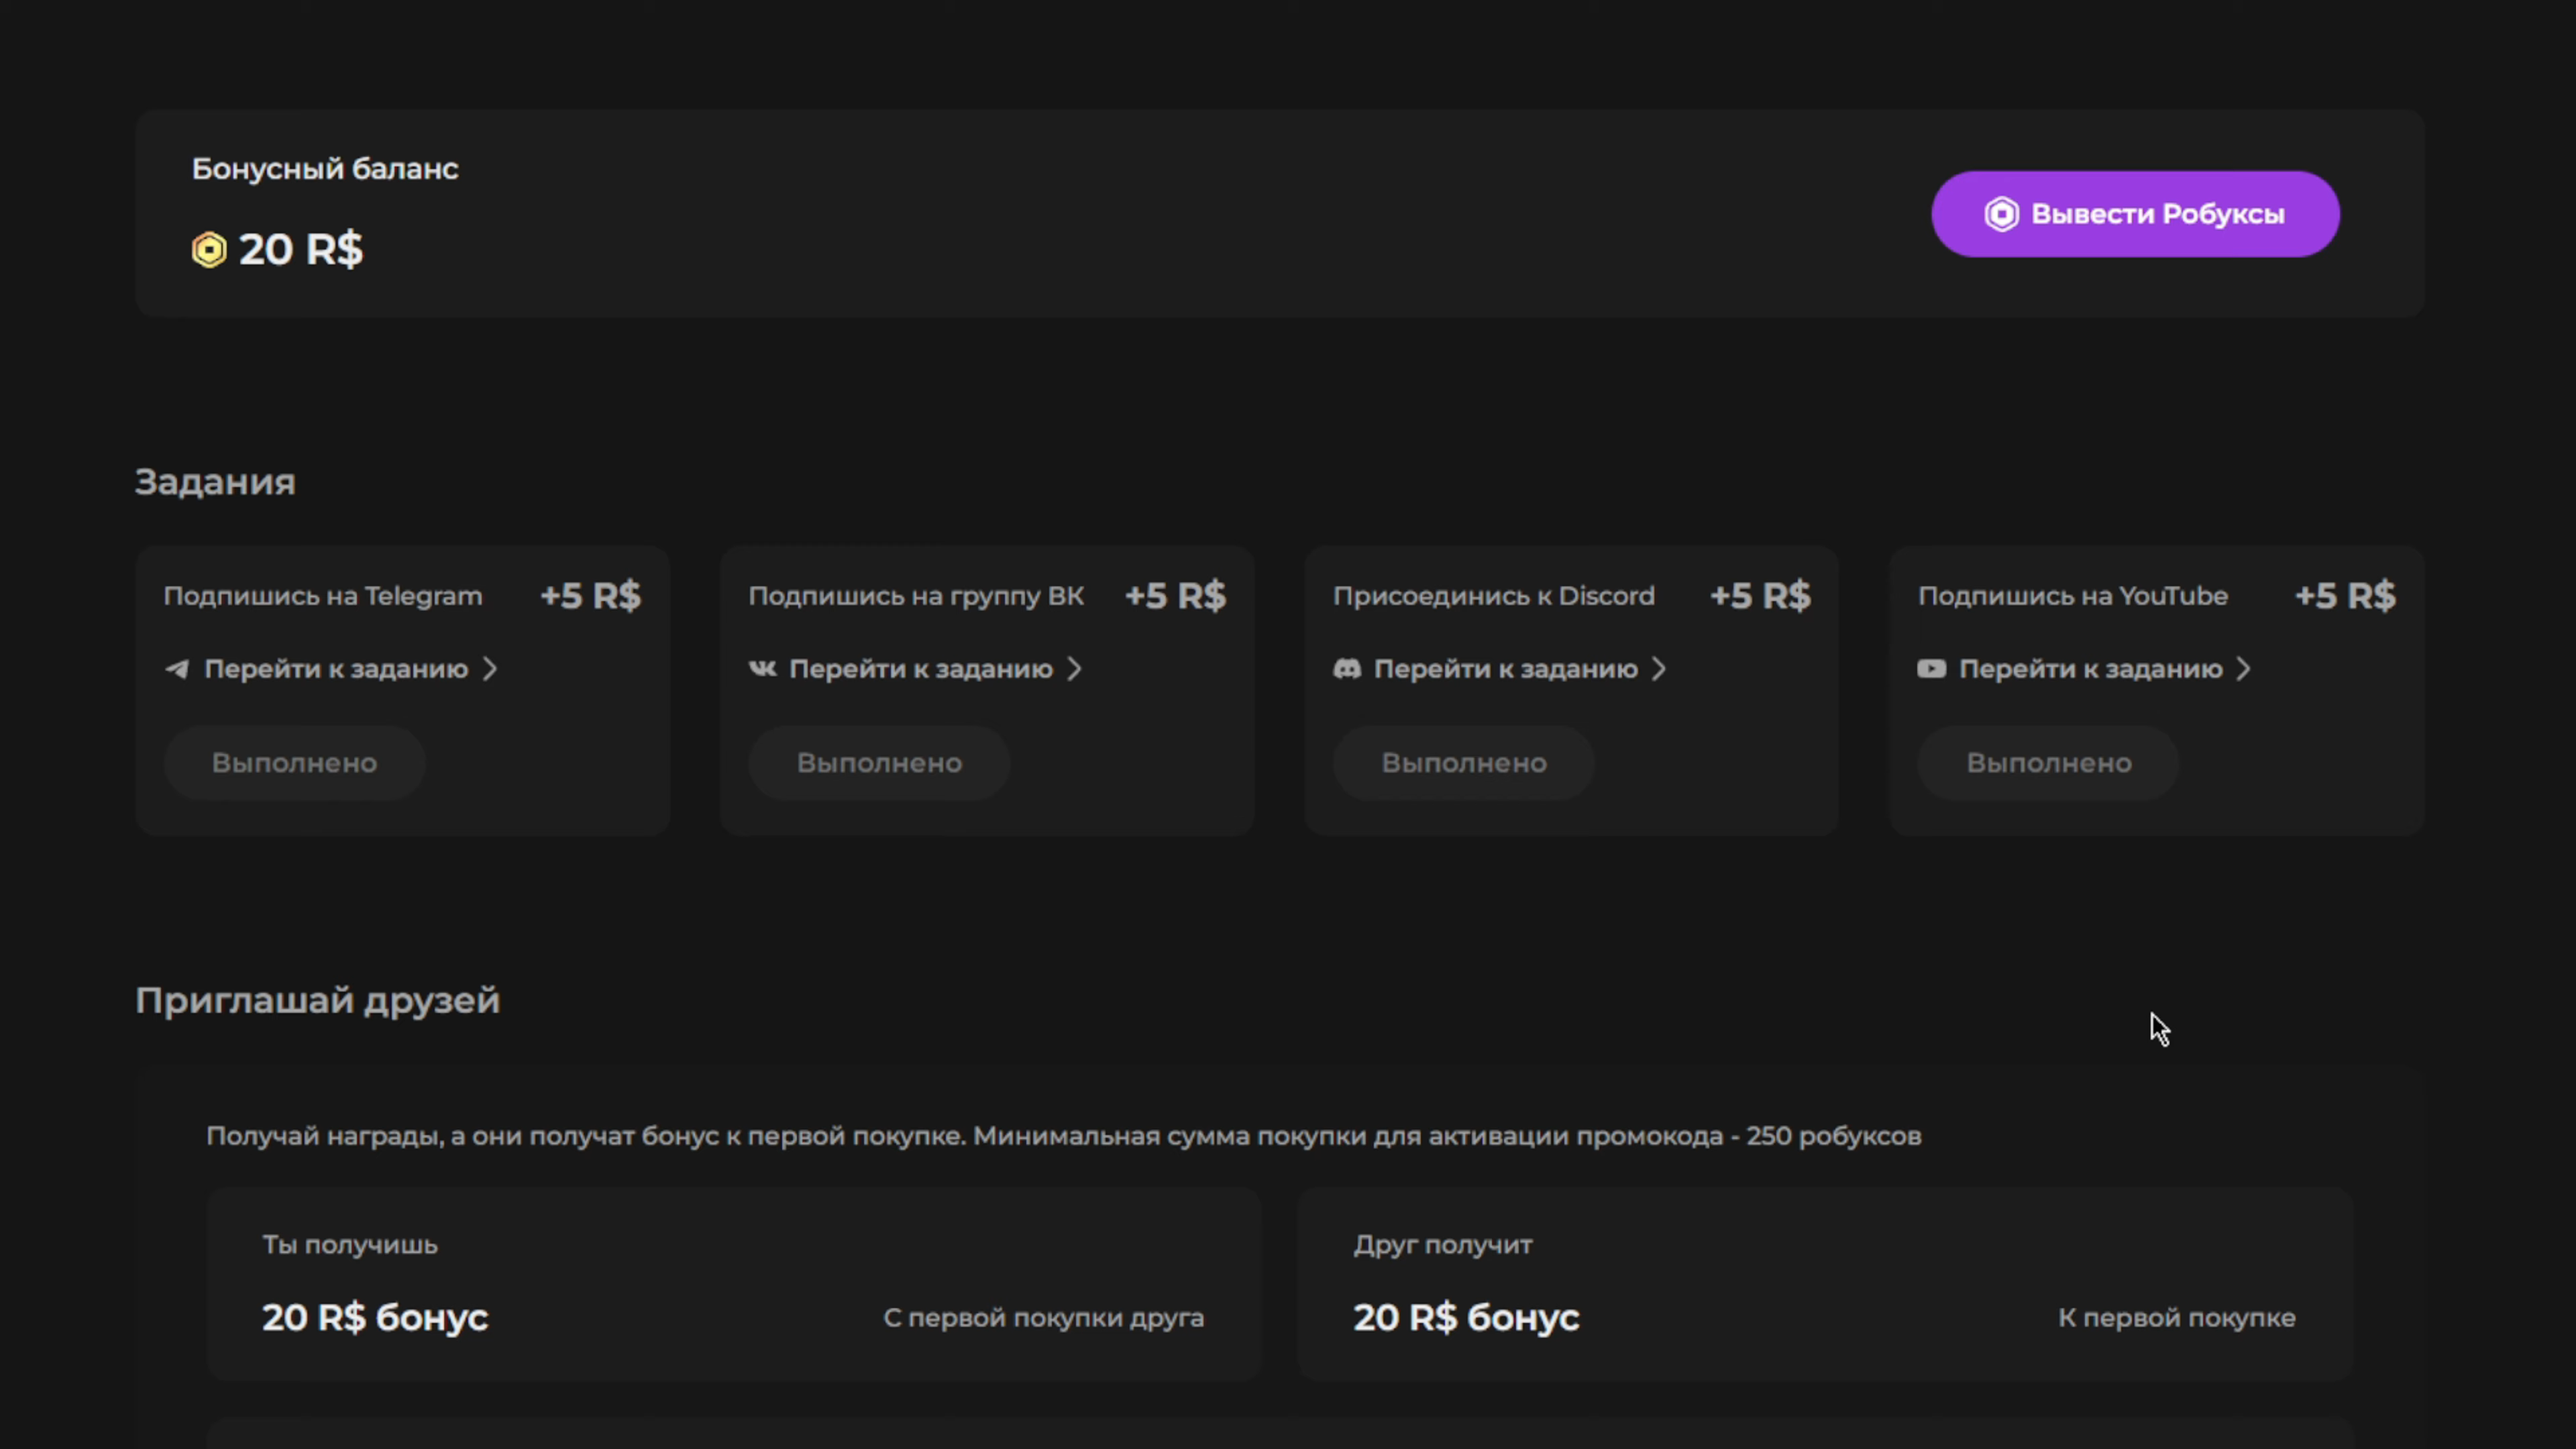 Бонусный баланс
20 R$
Вывести Робуксы
Задания
Подпишись на Telegram +5 R$
Перейти к заданию
Выполнено
Подпишись на группу ВК +5 R$
Перейти к заданию
Выполнено
Присоединись к Discord +5 R$
Перейти к заданию
Выполнено
Подпишись на YouTube +5 R$
Перейти к заданию
Выполнено
Приглашай друзей
Получай награды, а они получат бонус к первой покупке. Минимальная сумма покупки для активации промокода - 250 робуксов
Ты получишь
20 R$ бонус
С первой покупки друга
Друг получит
20 R$ бонус
К первой покупке